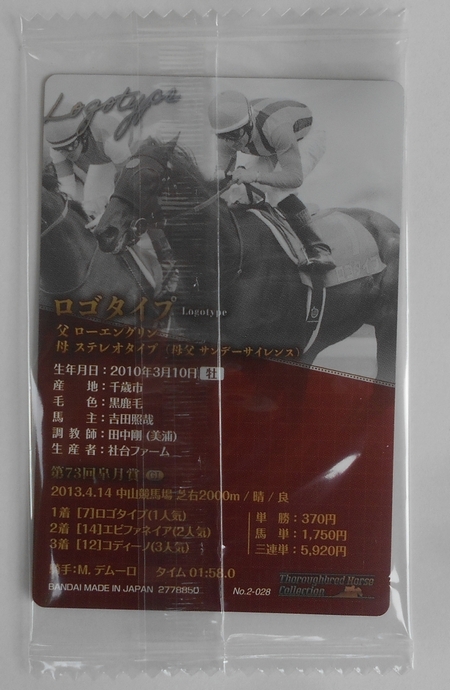 Logotype
ロゴタイプ Logotype
父 ローエングリン
母 ステレオタイプ (母父 サンデーサイレンス)
生年月日：2010年3月10日 牡
産　　地：千歳市
毛　　色：黒鹿毛
馬　　主：吉田照哉
調 教 師：田中剛 (美浦)
生 産 者：社台ファーム
第73回皐月賞
2013.4.14 中山競馬場 芝右2000m / 晴 / 良
1着 [7]ロゴタイプ(1人気)
2着 [14]エピファネイア(2人気)
3着 [12]コディーノ(3人気)
単　勝：370円
馬　単：1,750円
三連単：5,920円
騎手：M. デムーロ　タイム 01:58.0
BANDAI MADE IN JAPAN 2778850
No.2-028
Thoroughbred Horse
Collection